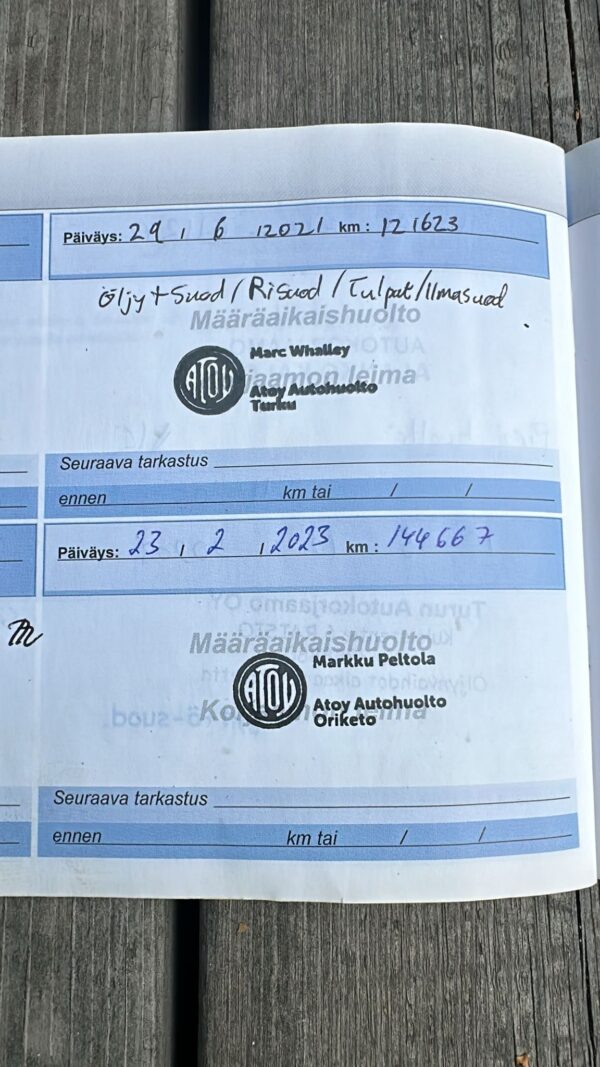 Päiväys: 29 / 6 / 2021 km : 121623
Öljy + Suod / Risuod / Tulpat / Ilmasuod
Määräaikaishuolto
Marc Whalley
ATOY
leima
Atoy Autohuolto
Turku
Seuraava tarkastus
ennen km tai / /
Päiväys: 23 / 2 / 2023 km : 144667
Määräaikaishuolto
Markku Peltola
ATOY
Atoy Autohuolto
leima
Oriketo
Seuraava tarkastus
ennen km tai / /